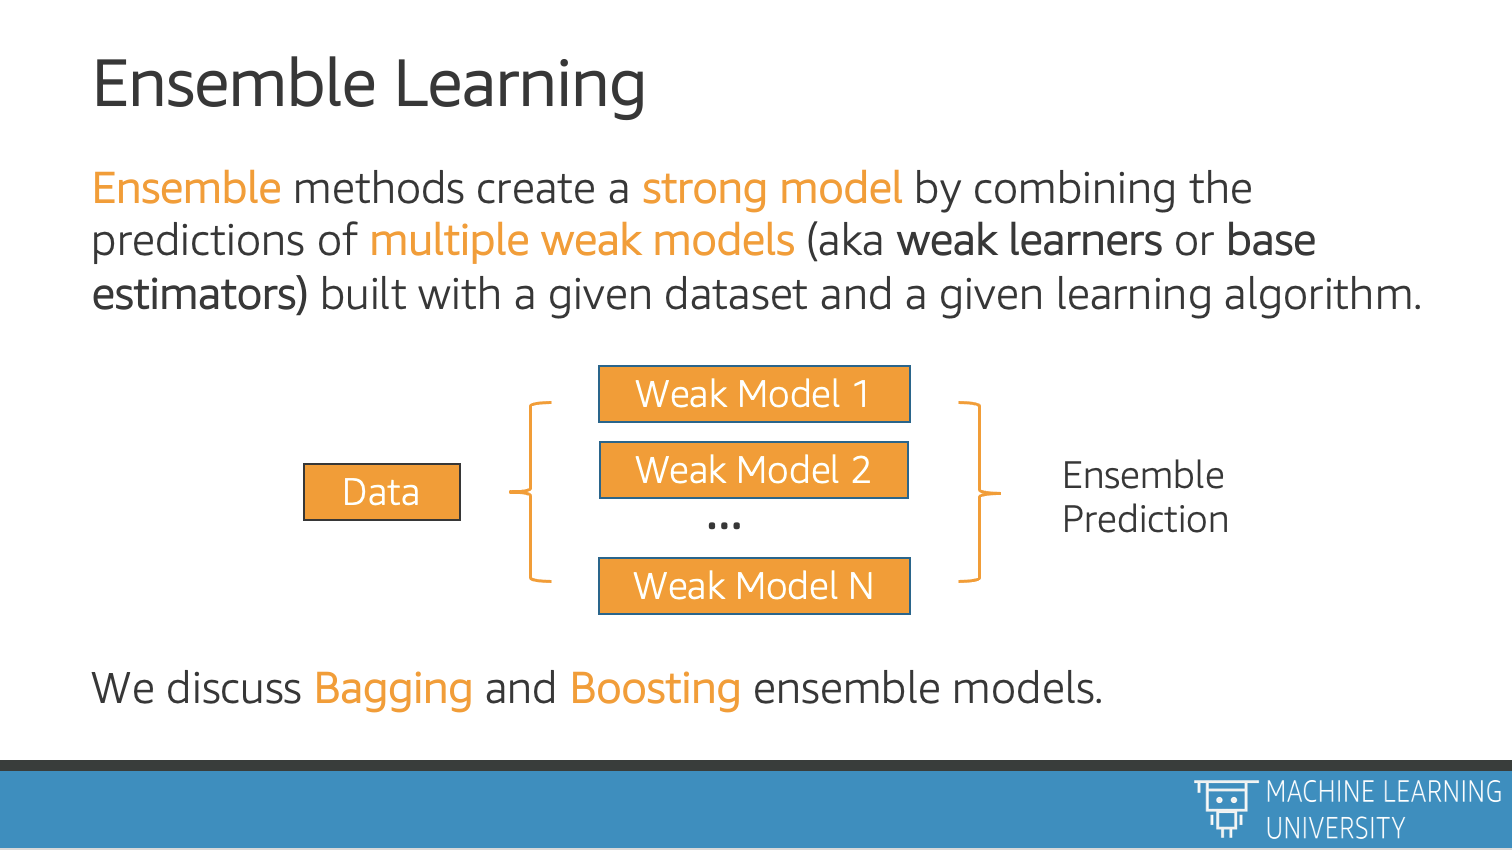 Ensemble Learning
Ensemble methods create a strong model by combining the
predictions of multiple weak models (aka weak learners or base
estimators) built with a given dataset and a given learning algorithm.
Weak Model 1
Weak Model 2
Data
...
Weak Model N
Ensemble
Prediction
We discuss Bagging and Boosting ensemble models.
MACHINE LEARNING
UNIVERSITY